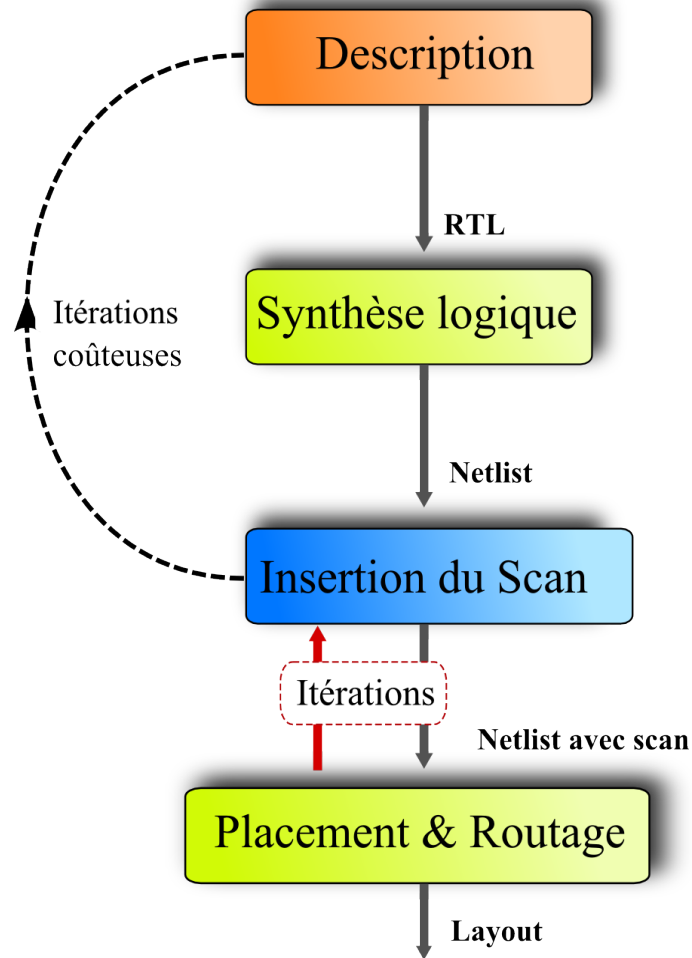 Description
RTL
Synthèse logique
Itérations
coûteuses
Netlist
Insertion du Scan
Itérations
Netlist avec scan
Placement & Routage
Layout